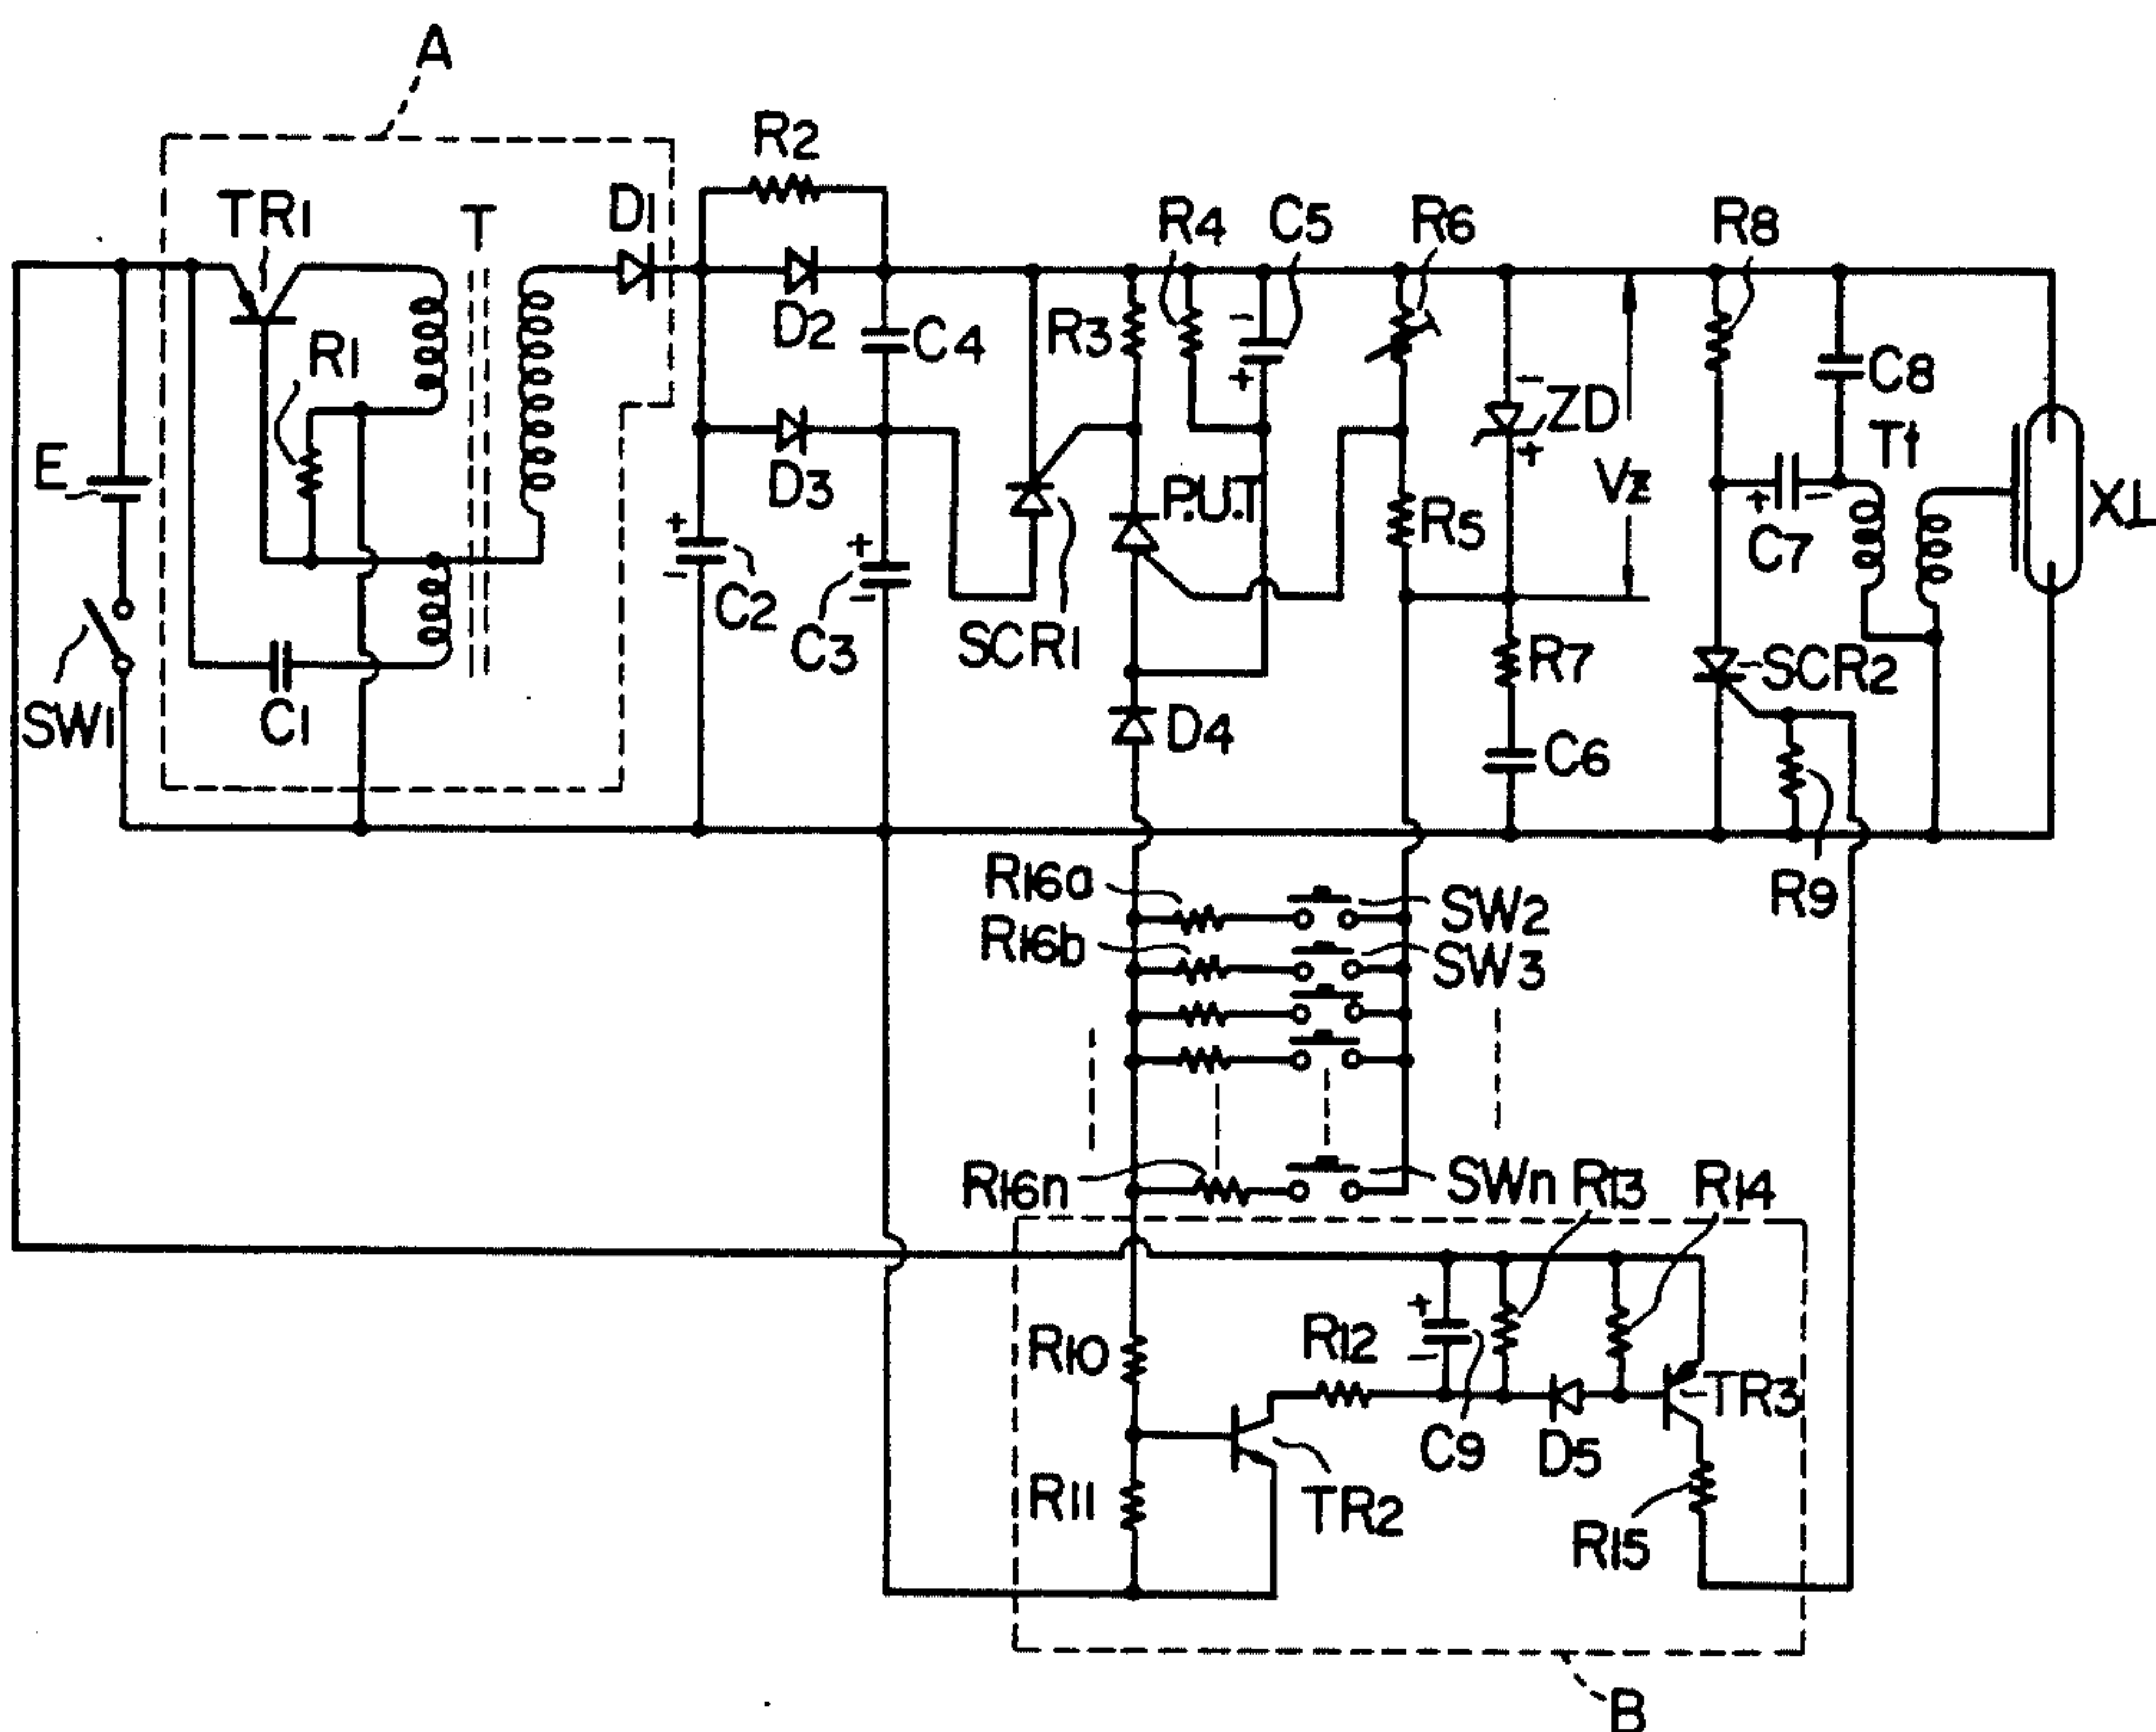 A
R2
TR1
T
D1
R4
C5
R6
R8
R1
D2
C4
R3
C8
ZD
Tt
E
D3
P.U.T
Vz
R5
XL
C7
C2
C3
SCR1
R7
SCR2
SW1
C1
D4
C6
R16a
SW2
R9
R16b
SW3
R16n
SWn
R13
R14
R10
R12
TR3
C9
D5
R11
TR2
R15
B